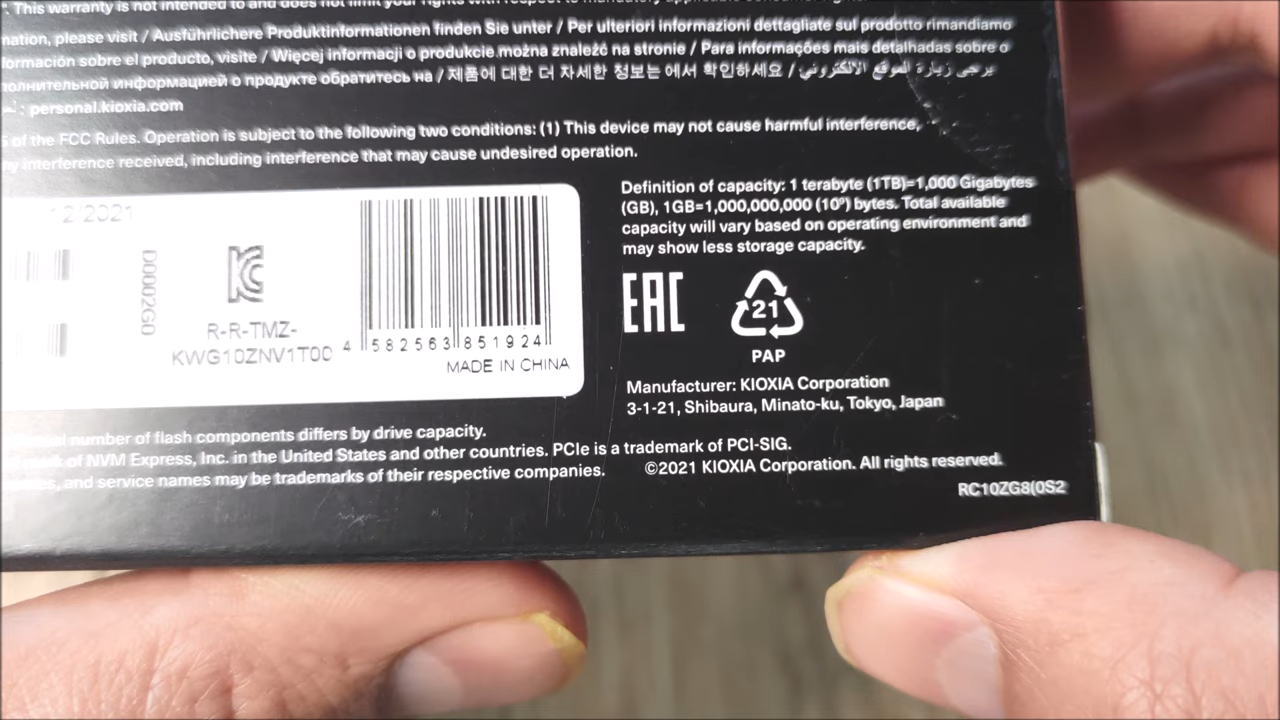 This warranty is not intended to and does not limit your rights with respect to mandatory applicable consumer
nation, please visit / Ausführlichere Produktinformationen finden Sie unter / Per ulteriori informazioni dettagliate sul prodotto rimandiamo
formación sobre el producto, visite / Więcej informacji o produkcie można znaleźć na stronie / Para informações mais detalhadas sobre o
полнительной информацией о продукте обратитесь на / 제품에 대한 더 자세한 정보는 에서 확인하세요 / يرجى زيارة الموقع الإلكتروني
: personal.kioxia.com
5 of the FCC Rules. Operation is subject to the following two conditions: (1) This device may not cause harmful interference,
ny interference received, including interference that may cause undesired operation.
12/2021
D0002G0
R-R-TMZ-
KWG10ZNV1T00
4 582563 851924
MADE IN CHINA
Definition of capacity: 1 terabyte (1TB)=1,000 Gigabytes
(GB), 1GB=1,000,000,000 (10⁹) bytes. Total available
capacity will vary based on operating environment and
may show less storage capacity.
EAC
21
PAP
Manufacturer: KIOXIA Corporation
3-1-21, Shibaura, Minato-ku, Tokyo, Japan
number of flash components differs by drive capacity.
of NVM Express, Inc. in the United States and other countries. PCIe is a trademark of PCI-SIG.
and service names may be trademarks of their respective companies.
©2021 KIOXIA Corporation. All rights reserved.
RC10ZG8(0S2